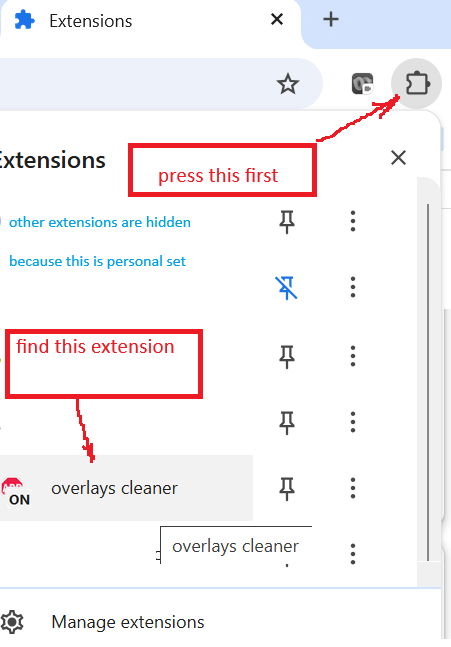 Extensions
Extensions
press this first
other extensions are hidden
because this is personal set
find this extension
ON
overlays cleaner
overlays cleaner
Manage extensions